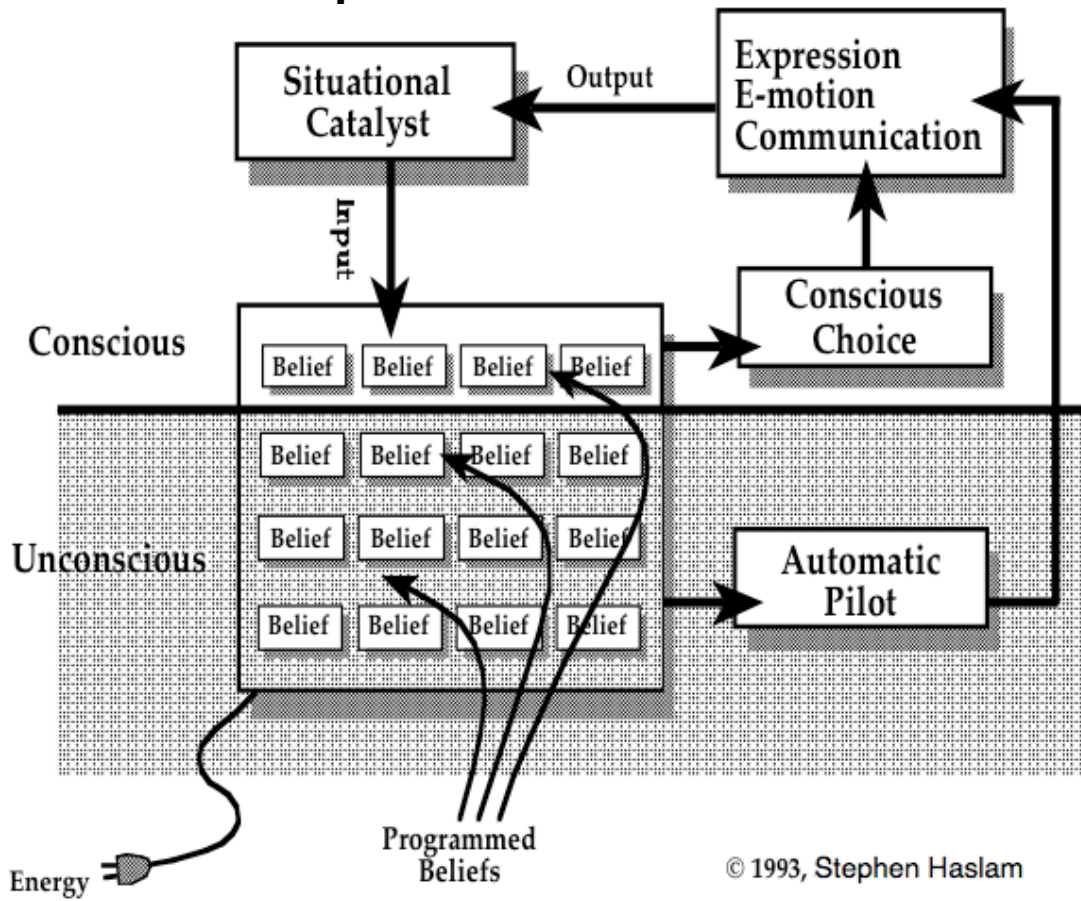 Situational
Catalyst
Output
Expression
E-motion
Communication
Input
Conscious
Choice
Conscious
Belief Belief Belief Belief
Belief Belief Belief Belief
Unconscious
Belief Belief Belief Belief
Automatic
Pilot
Belief Belief Belief Belief
Programmed
Beliefs
Energy
© 1993, Stephen Haslam